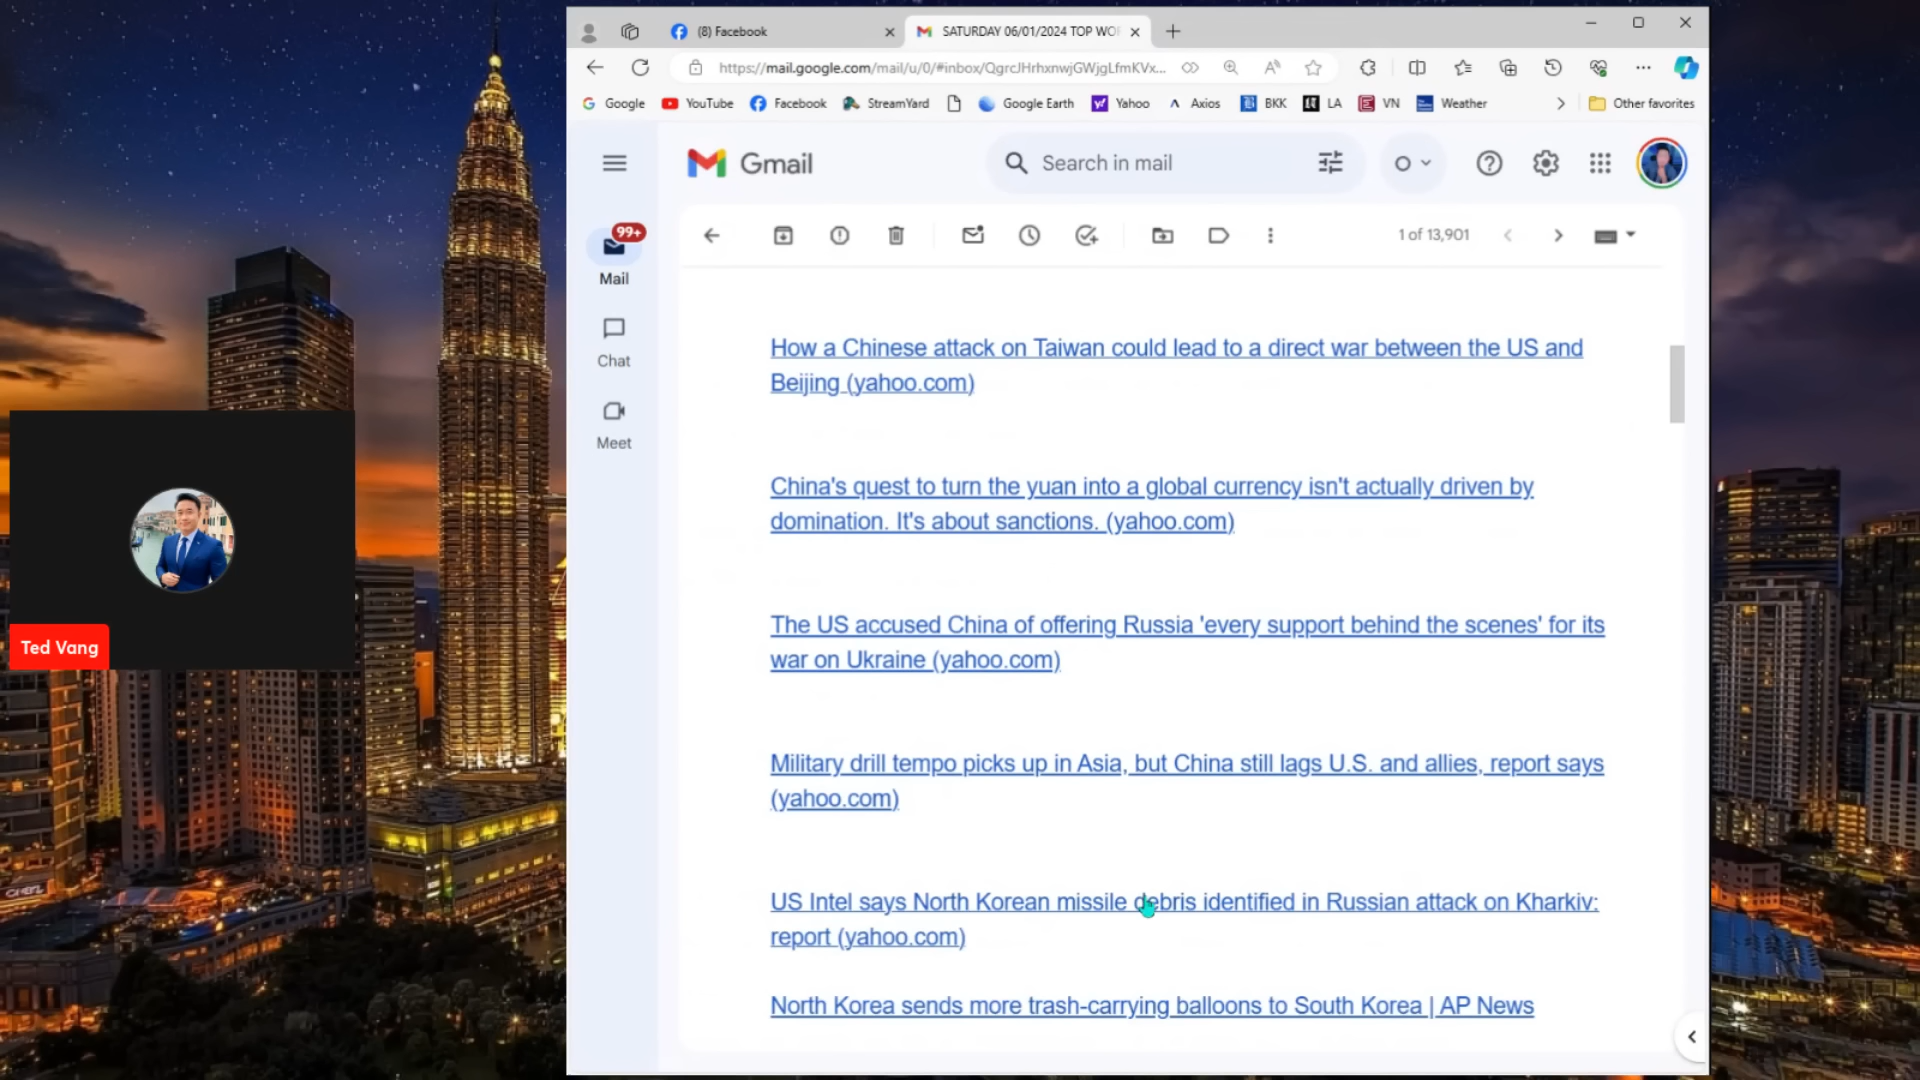 (8) Facebook
SATURDAY 06/01/2024 TOP WO
https://mail.google.com/mail/u/0/#inbox/QgrcJHrhxnwjGWjgLfmKVx...
Google YouTube Facebook StreamYard Google Earth Yahoo Axios BKK LA VN Weather Other favorites
Gmail
Search in mail
99+
Mail
Chat
Meet
1 of 13,901
How a Chinese attack on Taiwan could lead to a direct war between the US and
Beijing (yahoo.com)
China's quest to turn the yuan into a global currency isn't actually driven by
domination. It's about sanctions. (yahoo.com)
The US accused China of offering Russia 'every support behind the scenes' for its
war on Ukraine (yahoo.com)
Military drill tempo picks up in Asia, but China still lags U.S. and allies, report says
(yahoo.com)
US Intel says North Korean missile debris identified in Russian attack on Kharkiv:
report (yahoo.com)
North Korea sends more trash-carrying balloons to South Korea | AP News
Ted Vang